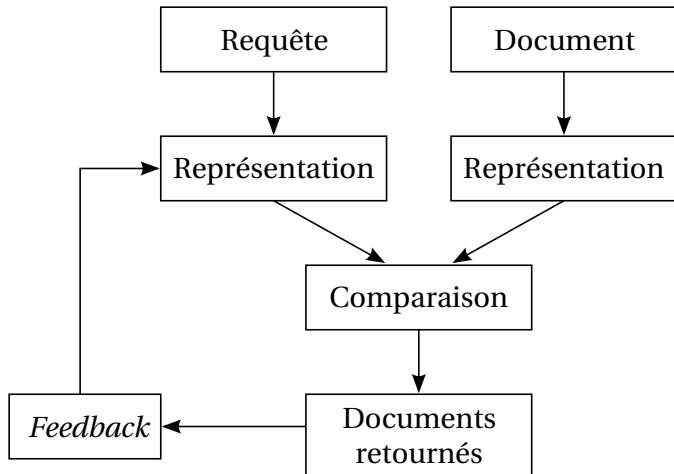 Requête
Document
Représentation
Représentation
Comparaison
Feedback
Documents
retournés